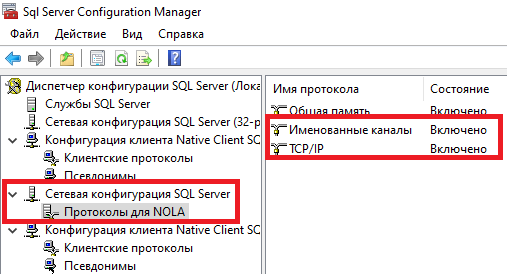 Sql Server Configuration Manager
Файл Действие Вид Справка
Диспетчер конфигурации SQL Server (Лока
Службы SQL Server
Сетевая конфигурация SQL Server (32-р
Конфигурация клиента Native Client SC
Клиентские протоколы
Псевдонимы
Сетевая конфигурация SQL Server
Протоколы для NOLA
Конфигурация клиента Native Client SC
Клиентские протоколы
Псевдонимы
Имя протокола Состояние
Общая память Включено
Именованные каналы Включено
TCP/IP Включено